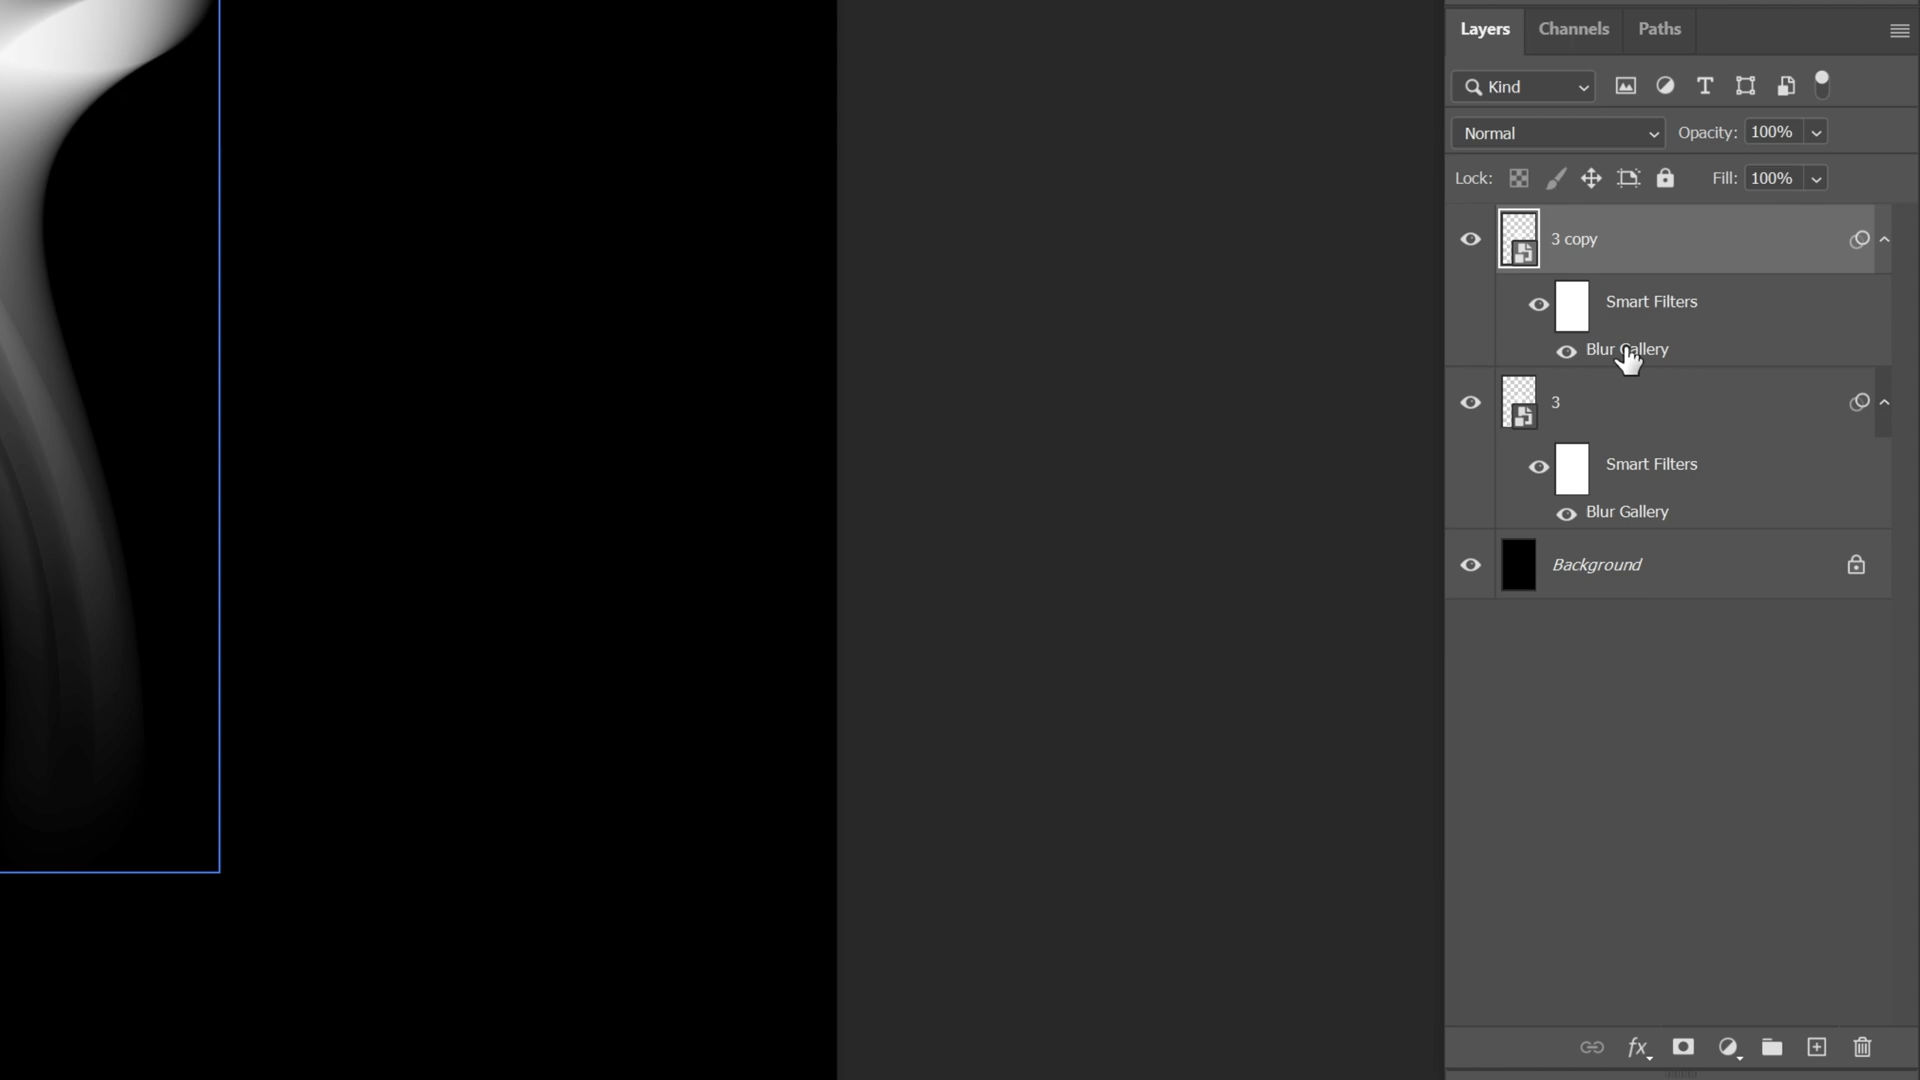 Layers Channels Paths
Kind
Normal Opacity: 100%
Lock: Fill: 100%
3 copy
Smart Filters
Blur Gallery
3
Smart Filters
Blur Gallery
Background
fx